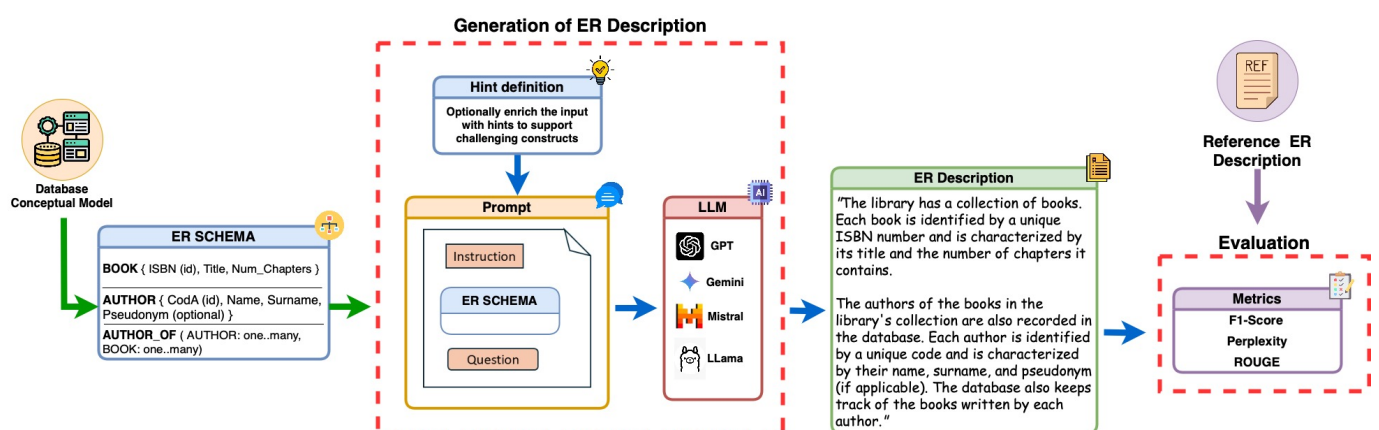 Generation of ER Description
Database
Conceptual Model
ER SCHEMA
BOOK { ISBN (id), Title, Num_Chapters }
AUTHOR { CodA (id), Name, Surname,
Pseudonym (optional) }
AUTHOR_OF ( AUTHOR: one..many,
BOOK: one..many)
Hint definition
Optionally enrich the input
with hints to support
challenging constructs
Prompt
Instruction
ER SCHEMA
Question
AI
LLM
GPT
Gemini
Mistral
LLama
ER Description
"The library has a collection of books.
Each book is identified by a unique
ISBN number and is characterized by
its title and the number of chapters it
contains.
The authors of the books in the
library's collection are also recorded in
the database. Each author is identified
by a unique code and is characterized
by their name, surname, and pseudonym
(if applicable). The database also keeps
track of the books written by each
author."
REF
Reference ER
Description
Evaluation
Metrics
F1-Score
Perplexity
ROUGE